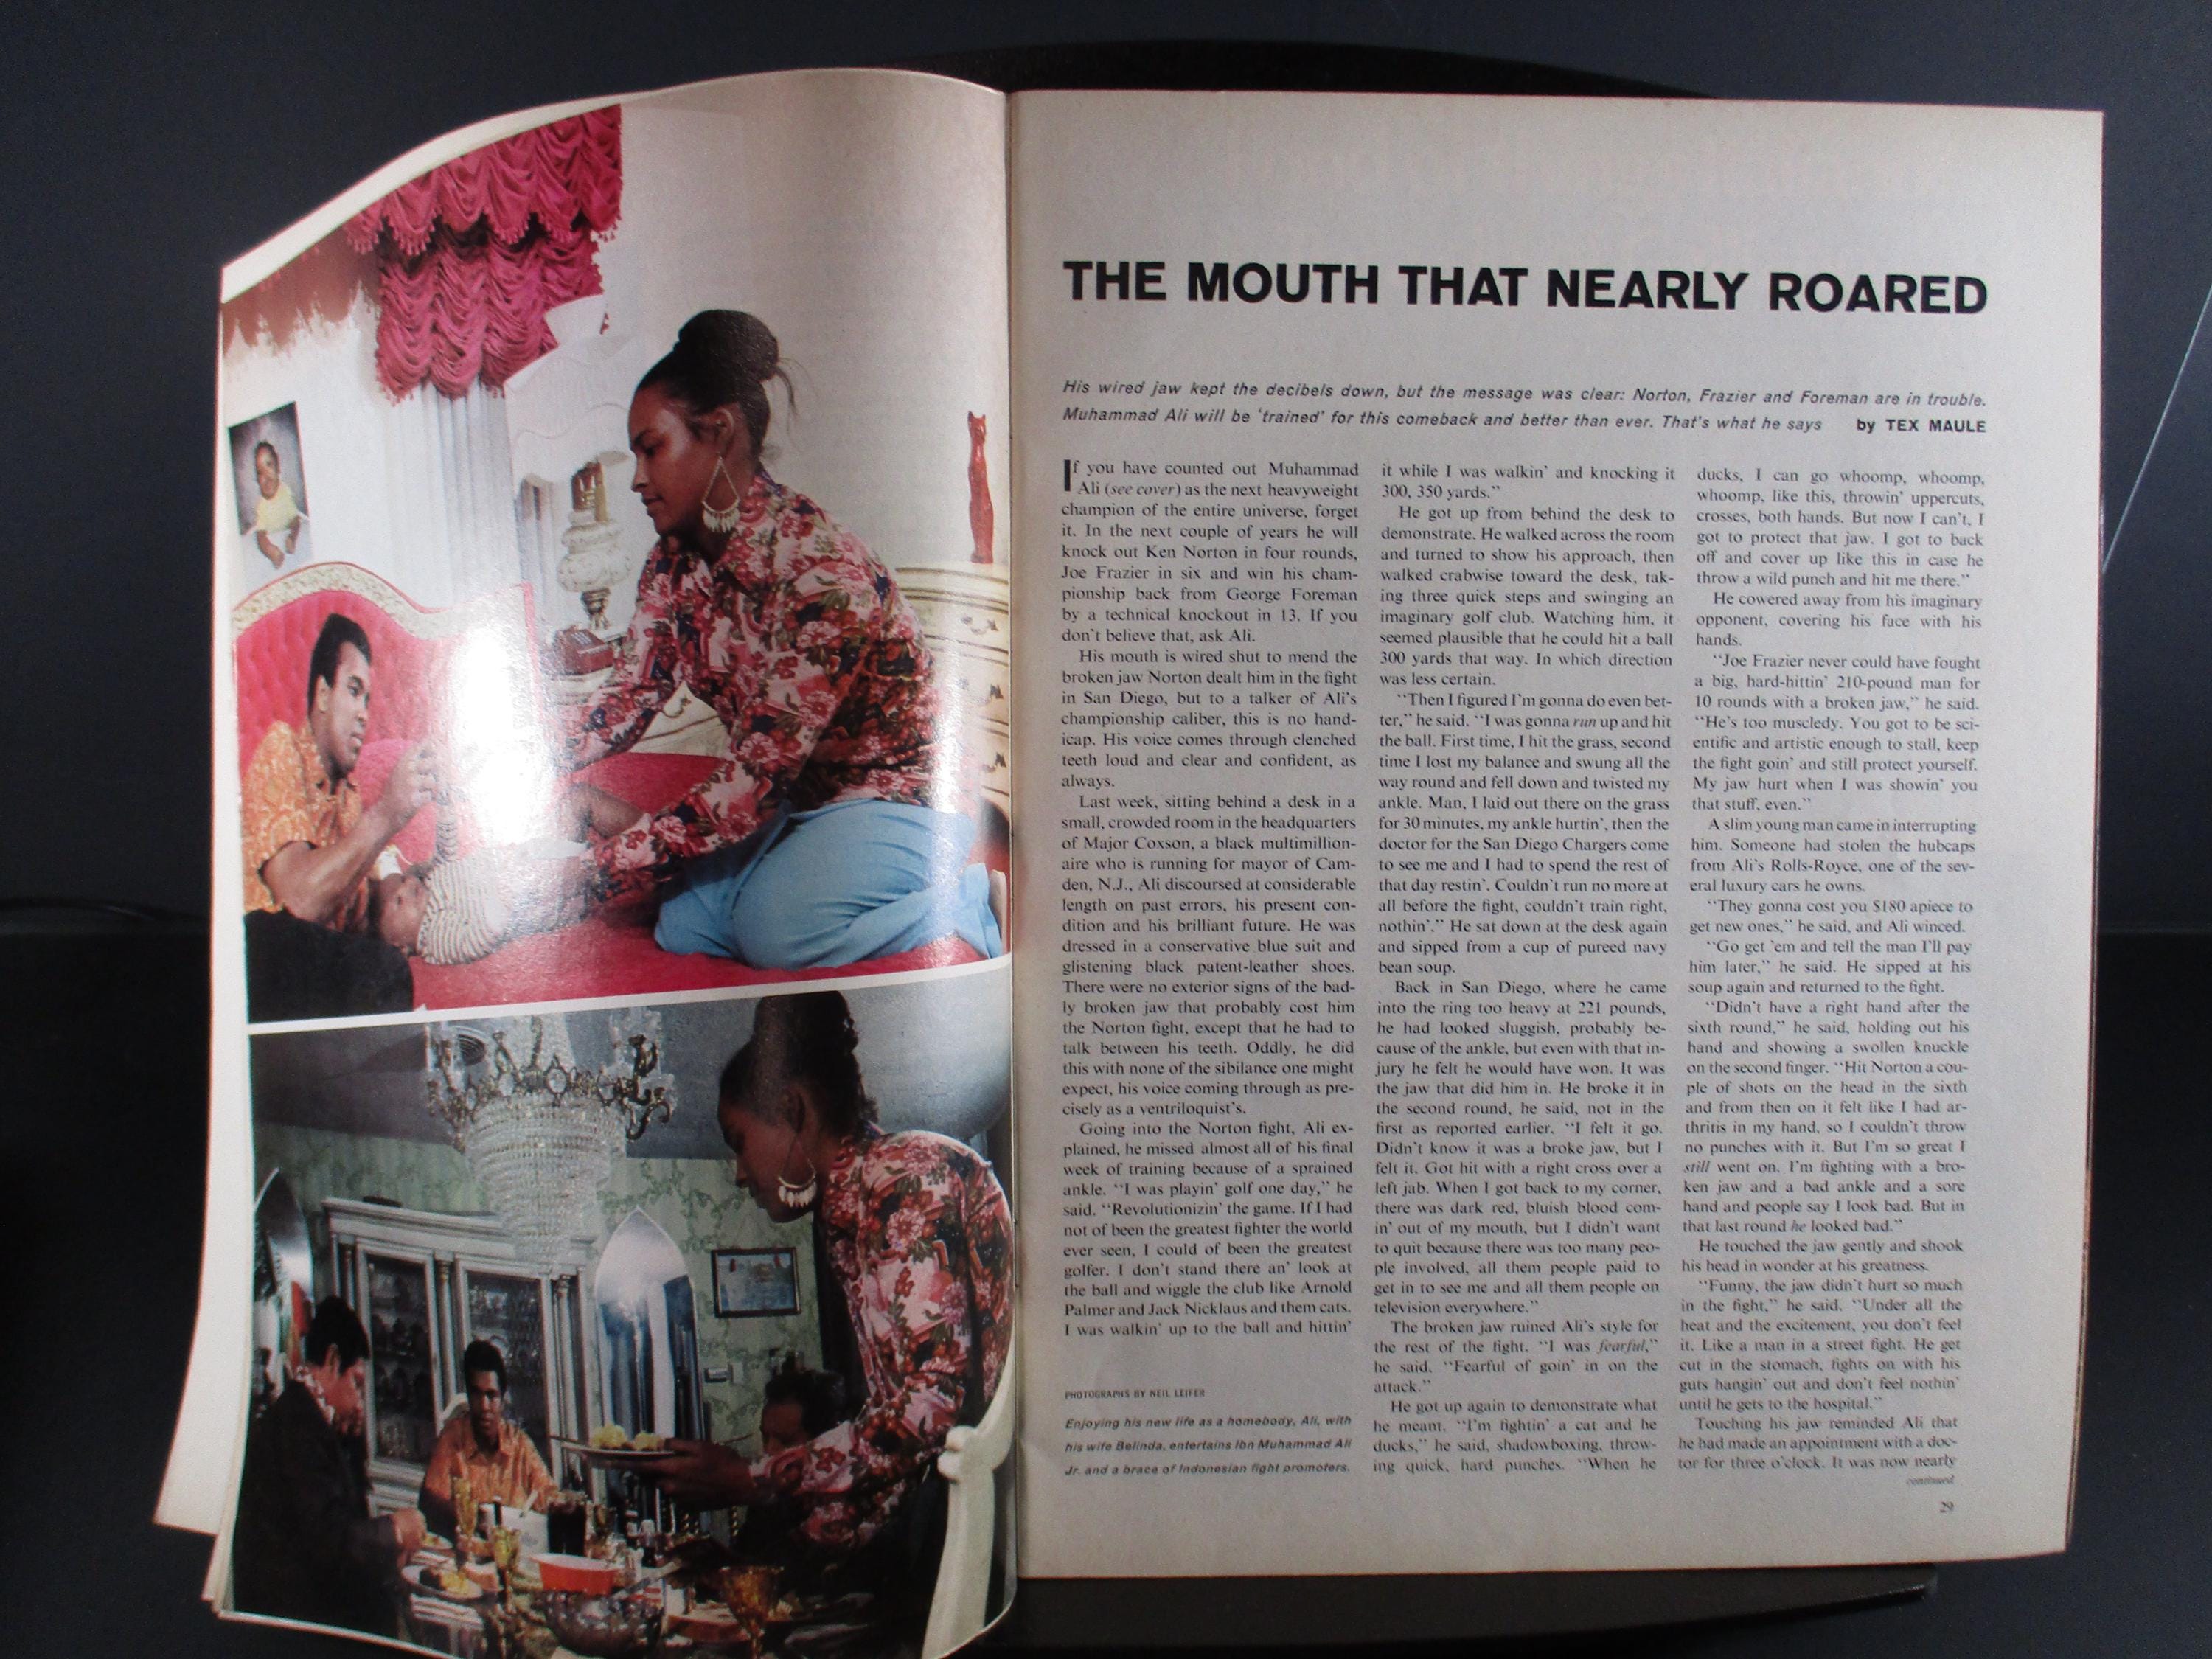 THE MOUTH THAT NEARLY ROARED
His wired jaw kept the decibels down, but the message was clear: Norton, Frazier and Foreman are in trouble.
Muhammad Ali will be ‘trained’ for this comeback and better than ever. That's what he says by TEX MAULE
If you have counted out Muhammad
Ali (see cover) as the next heavyweight
champion of the entire universe, forget
it. In the next couple of years he will
knock out Ken Norton in four rounds,
Joe Frazier in six and win his cham-
pionship back from George Foreman
by a technical knockout in 13. If you
don't believe that, ask Ali.
His mouth is wired shut to mend the
broken jaw Norton dealt him in the fight
in San Diego, but to a talker of Ali's
championship caliber, this is no hand-
icap. His voice comes through clenched
teeth loud and clear and confident, as
always.
Last week, sitting behind a desk in a
small, crowded room in the headquarters
of Major Coxson, a black multimillion-
aire who is running for mayor of Cam-
den, N.J., Ali discoursed at considerable
length on past errors, his present con-
dition and his brilliant future. He was
dressed in a conservative blue suit and
glistening black patent-leather shoes.
There were no exterior signs of the bad-
ly broken jaw that probably cost him
the Norton fight, except that he had to
talk between his teeth. Oddly, he did
this with none of the sibilance one might
expect, his voice coming through as pre-
cisely as a ventriloquist's.
Going into the Norton fight, Ali ex-
plained, he missed almost all of his final
week of training because of a sprained
ankle. “I was playin' golf one day,” he
said. “Revolutionizin' the game. If I had
not of been the greatest fighter the world
ever seen, I could of been the greatest
golfer. I don't stand there an' look at
the ball and wiggle the club like Arnold
Palmer and Jack Nicklaus and them cats.
I was walkin' up to the ball and hittin'
PHOTOGRAPHS BY NEIL LEIFER
Enjoying his new life as a homebody, Ali, with
his wife Belinda, entertains Ibn Muhammad Ali
Jr. and a brace of Indonesian fight promoters.
it while I was walkin' and knocking it
300, 350 yards.”
He got up from behind the desk to
demonstrate. He walked across the room
and turned to show his approach, then
walked crabwise toward the desk, tak-
ing three quick steps and swinging an
imaginary golf club. Watching him, it
seemed plausible that he could hit a ball
300 yards that way. In which direction
was less certain.
“Then I figured I'm gonna do even bet-
ter,” he said. “I was gonna run up and hit
the ball. First time, I hit the grass, second
time I lost my balance and swung all the
way round and fell down and twisted my
ankle. Man, I laid out there on the grass
for 30 minutes, my ankle hurtin', then the
doctor for the San Diego Chargers come
to see me and I had to spend the rest of
that day restin'. Couldn't run no more at
all before the fight, couldn't train right,
nothin'.” He sat down at the desk again
and sipped from a cup of pureed navy
bean soup.
Back in San Diego, where he came
into the ring too heavy at 221 pounds,
he had looked sluggish, probably be-
cause of the ankle, but even with that in-
jury he felt he would have won. It was
the jaw that did him in. He broke it in
the second round, he said, not in the
first as reported earlier. “I felt it go.
Didn't know it was a broke jaw, but I
felt it. Got hit with a right cross over a
left jab. When I got back to my corner,
there was dark red, bluish blood com-
in' out of my mouth, but I didn't want
to quit because there was too many peo-
ple involved, all them people paid to
get in to see me and all them people on
television everywhere.”
The broken jaw ruined Ali's style for
the rest of the fight. “I was fearful,”
he said. “Fearful of goin' in on the
attack.”
He got up again to demonstrate what
he meant. “I'm fightin' a cat and he
ducks,” he said, shadowboxing, throw-
ing quick, hard punches. “When he
ducks, I can go whoomp, whoomp,
whoomp, like this, throwin' uppercuts,
crosses, both hands. But now I can't, I
got to protect that jaw. I got to back
off and cover up like this in case he
throw a wild punch and hit me there.”
He cowered away from his imaginary
opponent, covering his face with his
hands.
“Joe Frazier never could have fought
a big, hard-hittin' 210-pound man for
10 rounds with a broken jaw,” he said.
“He's too muscledy. You got to be sci-
entific and artistic enough to stall, keep
the fight goin' and still protect yourself.
My jaw hurt when I was showin' you
that stuff, even.”
A slim young man came in interrupting
him. Someone had stolen the hubcaps
from Ali's Rolls-Royce, one of the sev-
eral luxury cars he owns.
“They gonna cost you $180 apiece to
get new ones,” he said, and Ali winced.
“Go get 'em and tell the man I'll pay
him later,” he said. He sipped at his
soup again and returned to the fight.
“Didn't have a right hand after the
sixth round,” he said, holding out his
hand and showing a swollen knuckle
on the second finger. “Hit Norton a cou-
ple of shots on the head in the sixth
and from then on it felt like I had ar-
thritis in my hand, so I couldn't throw
no punches with it. But I'm so great I
still went on. I'm fighting with a bro-
ken jaw and a bad ankle and a sore
hand and people say I look bad. But in
that last round he looked bad.”
He touched the jaw gently and shook
his head in wonder at his greatness.
“Funny, the jaw didn't hurt so much
in the fight,” he said. “Under all the
heat and the excitement, you don't feel
it. Like a man in a street fight. He get
cut in the stomach, fights on with his
guts hangin' out and don't feel nothin'
until he gets to the hospital.”
Touching his jaw reminded Ali that
he had made an appointment with a doc-
tor for three o'clock. It was now nearly
continued
29